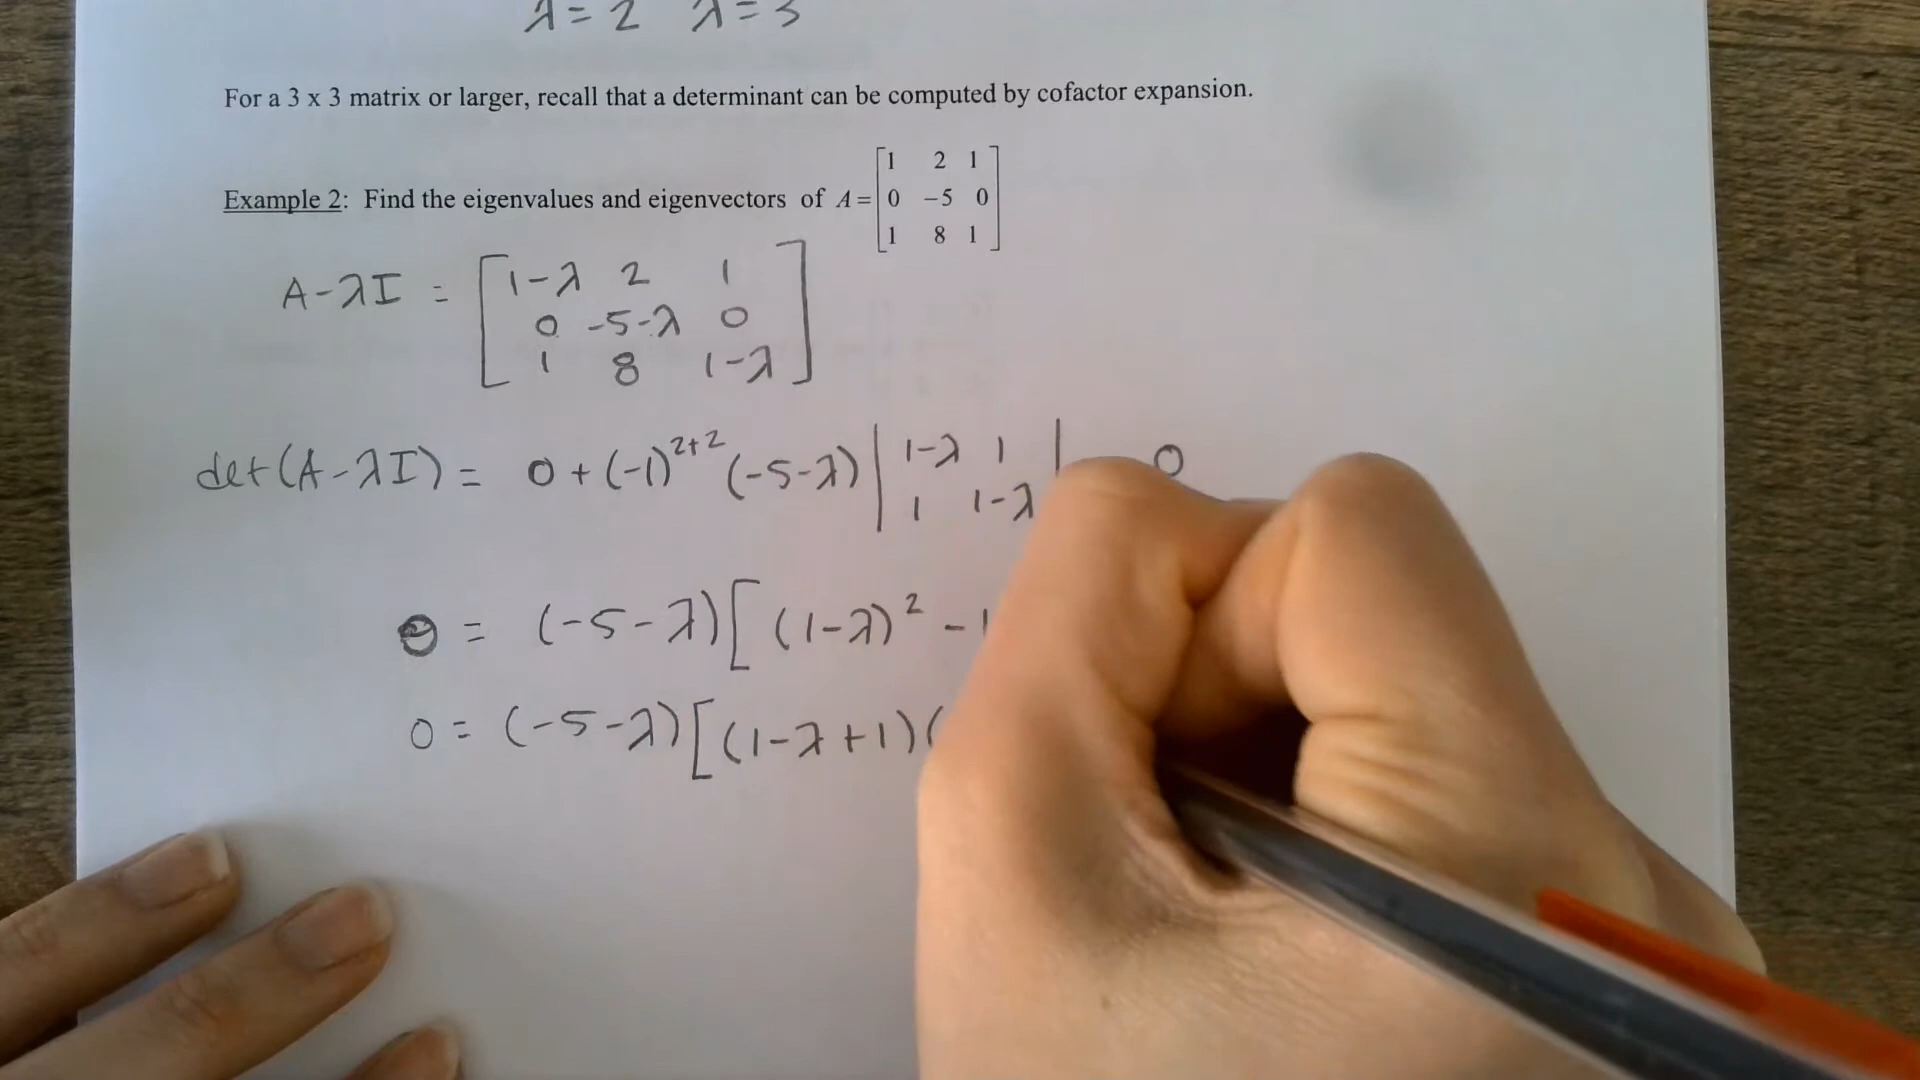 λ = 2 λ = 3
For a 3 x 3 matrix or larger, recall that a determinant can be computed by cofactor expansion.
Example 2: Find the eigenvalues and eigenvectors of A = [1 2 1
0 −5 0
1 8 1]
A - λI = [1-λ 2 1
0 -5-λ 0
1 8 1-λ]
det(A - λI) = 0 + (-1)²⁺² (-5-λ) | 1-λ 1 | 0
1 1-λ
0 = (-5-λ)[(1-λ)² - 1
0 = (-5-λ)[(1-λ+1)(